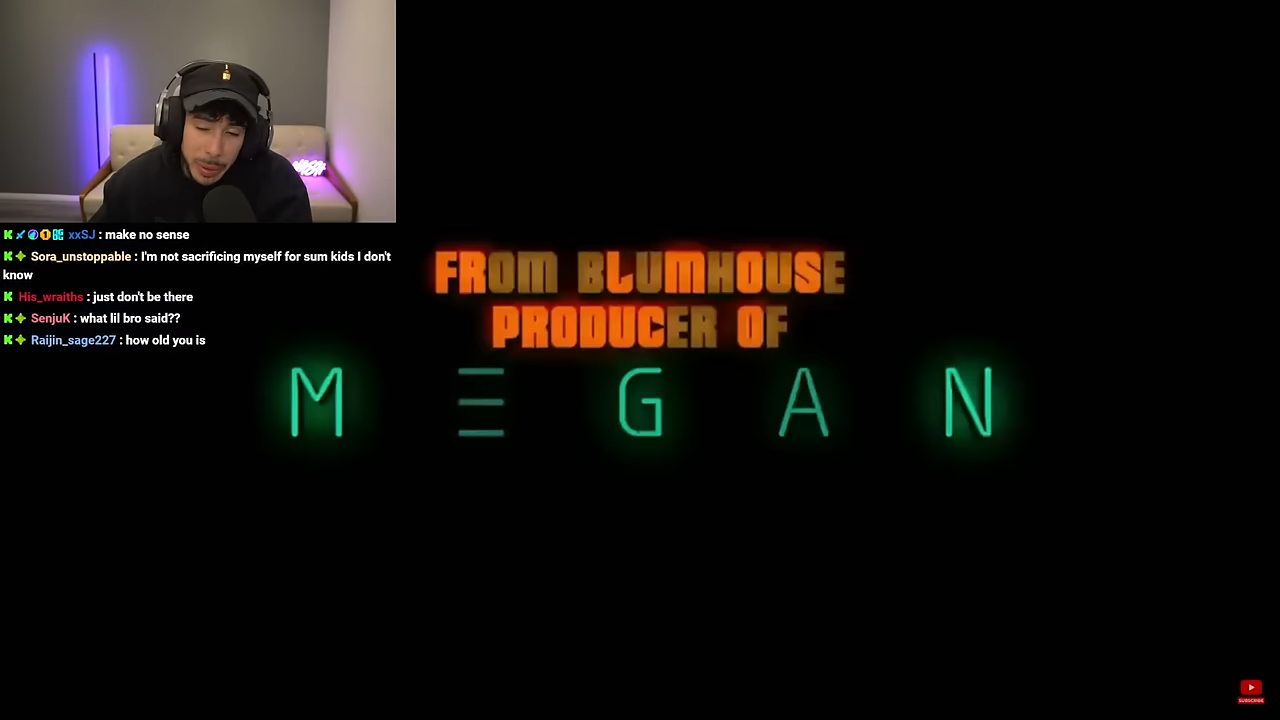 xxSJ : make no sense
Sora_unstoppable : I'm not sacrificing myself for sum kids I don't
know
His_wraiths : just don't be there
SenjuK : what lil bro said??
Raijin_sage227 : how old you is
FROM BLUMHOUSE
PRODUCER OF
M Ξ G A N
SUBSCRIBE